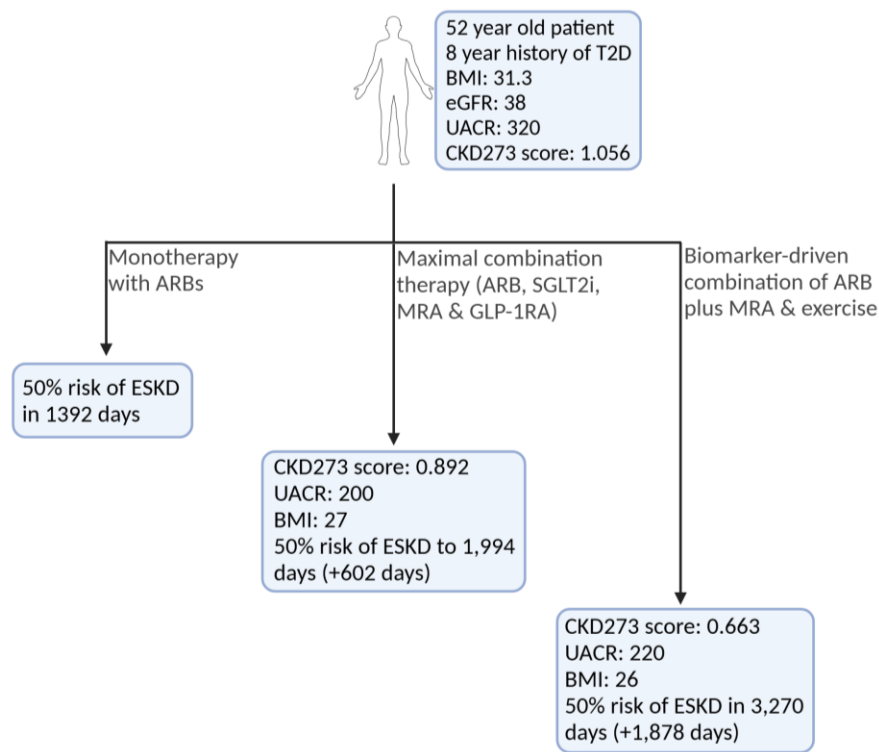 52 year old patient
8 year history of T2D
BMI: 31.3
eGFR: 38
UACR: 320
CKD273 score: 1.056
Monotherapy
with ARBs
Maximal combination
therapy (ARB, SGLT2i,
MRA & GLP-1RA)
Biomarker-driven
combination of ARB
plus MRA & exercise
50% risk of ESKD
in 1392 days
CKD273 score: 0.892
UACR: 200
BMI: 27
50% risk of ESKD to 1,994
days (+602 days)
CKD273 score: 0.663
UACR: 220
BMI: 26
50% risk of ESKD in 3,270
days (+1,878 days)